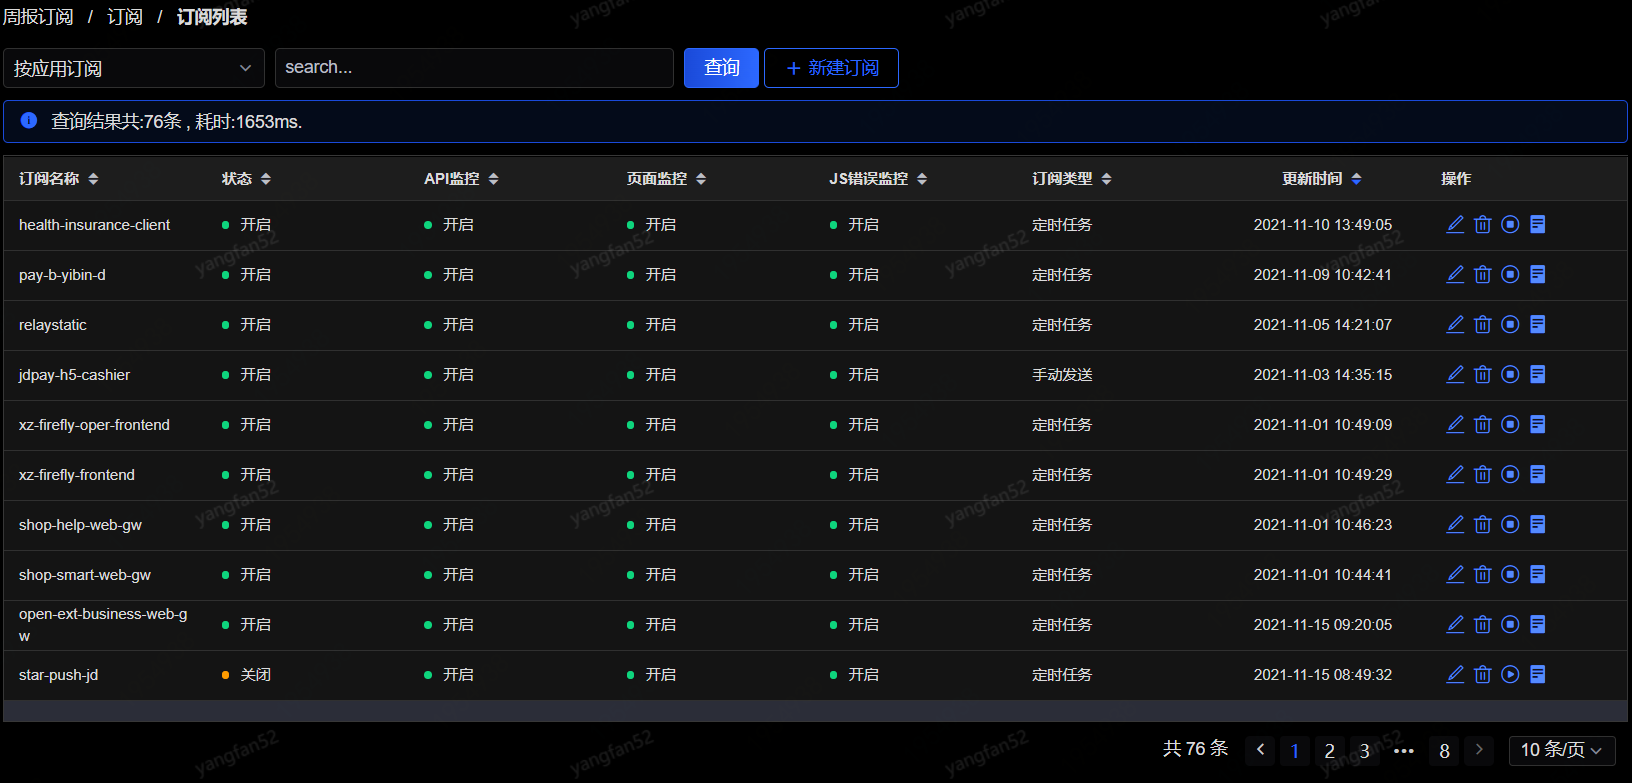 周报订阅 / 订阅 / 订阅列表
按应用订阅 search... 查询 + 新建订阅
查询结果共:76条 , 耗时:1653ms.
订阅名称 状态 API监控 页面监控 JS错误监控 订阅类型 更新时间 操作
health-insurance-client 开启 开启 开启 开启 定时任务 2021-11-10 13:49:05
pay-b-yibin-d 开启 开启 开启 开启 定时任务 2021-11-09 10:42:41
relaystatic 开启 开启 开启 开启 定时任务 2021-11-05 14:21:07
jdpay-h5-cashier 开启 开启 开启 开启 手动发送 2021-11-03 14:35:15
xz-firefly-oper-frontend 开启 开启 开启 开启 定时任务 2021-11-01 10:49:09
xz-firefly-frontend 开启 开启 开启 开启 定时任务 2021-11-01 10:49:29
shop-help-web-gw 开启 开启 开启 开启 定时任务 2021-11-01 10:46:23
shop-smart-web-gw 开启 开启 开启 开启 定时任务 2021-11-01 10:44:41
open-ext-business-web-g
w 开启 开启 开启 开启 定时任务 2021-11-15 09:20:05
star-push-jd 关闭 开启 开启 开启 定时任务 2021-11-15 08:49:32
共 76 条 1 2 3 ••• 8 10 条/页
yangfan52